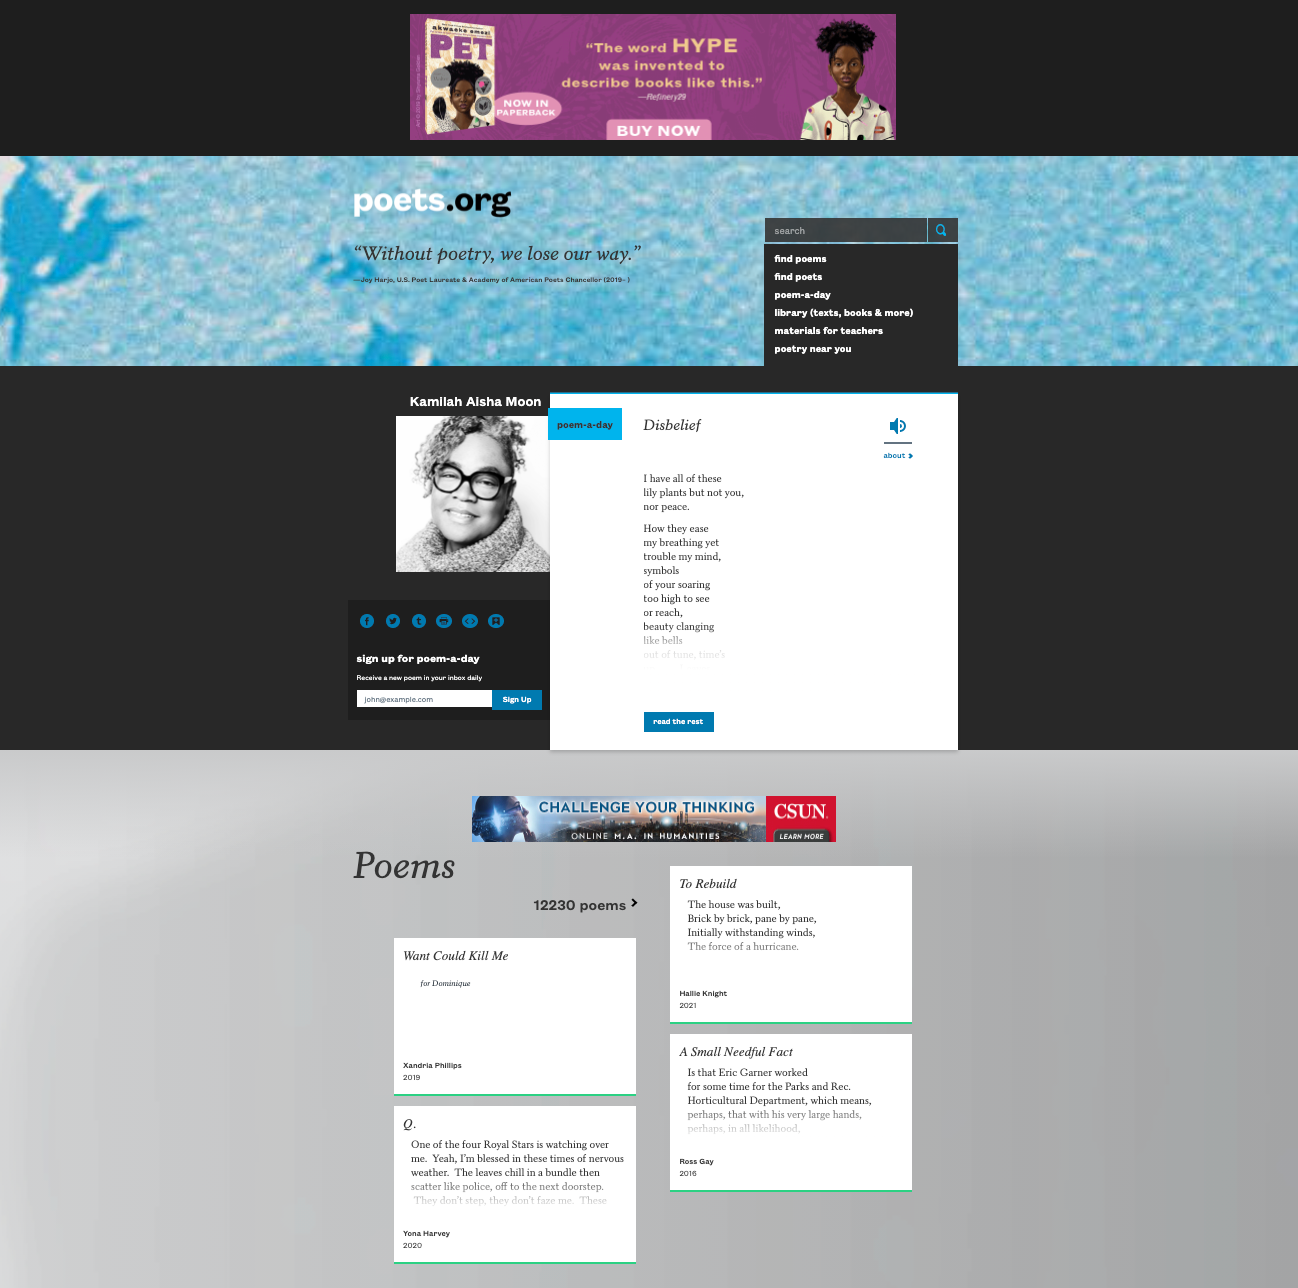 akwaeke emezi
PET
NOW IN
PAPERBACK
“The word HYPE
was invented to
describe books like this.”
—Refinery29
BUY NOW
poets.org
“Without poetry, we lose our way.”
—Joy Harjo, U.S. Poet Laureate & Academy of American Poets Chancellor (2019– )
search
find poems
find poets
poem-a-day
library (texts, books & more)
materials for teachers
poetry near you
Kamilah Aisha Moon
poem-a-day
Disbelief
about
I have all of these
lily plants but not you,
nor peace.
How they ease
my breathing yet
trouble my mind,
symbols
of your soaring
too high to see
or reach,
beauty clanging
like bells
out of tune, time’s
read the rest
sign up for poem-a-day
Receive a new poem in your inbox daily
john@example.com
Sign Up
CHALLENGE YOUR THINKING
ONLINE M.A. IN HUMANITIES
CSUN.
LEARN MORE
Poems
12230 poems
Want Could Kill Me
for Dominique
Xandria Phillips
2019
Q.
One of the four Royal Stars is watching over
me.  Yeah, I’m blessed in these times of nervous
weather.  The leaves chill in a bundle then
scatter like police, off to the next doorstep.
They don’t step, they don’t faze me.  These
Yona Harvey
2020
To Rebuild
The house was built,
Brick by brick, pane by pane,
Initially withstanding winds,
The force of a hurricane.
Hallie Knight
2021
A Small Needful Fact
Is that Eric Garner worked
for some time for the Parks and Rec.
Horticultural Department, which means,
perhaps, that with his very large hands,
perhaps, in all likelihood,
Ross Gay
2016